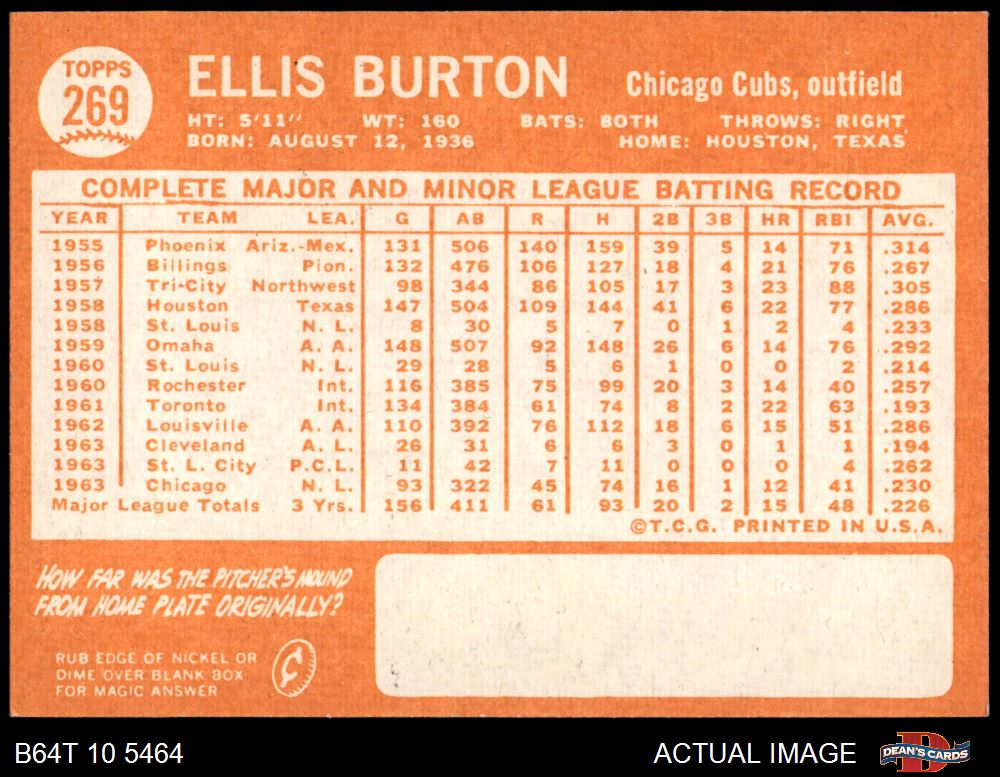 TOPPS
269
ELLIS BURTON
Chicago Cubs, outfield
HT: 5'11" WT: 160 BATS: BOTH THROWS: RIGHT
BORN: AUGUST 12, 1936 HOME: HOUSTON, TEXAS
COMPLETE MAJOR AND MINOR LEAGUE BATTING RECORD
YEAR TEAM LEA. G AB R H 2B 3B HR RBI AVG.
1955 Phoenix Ariz.-Mex. 131 506 140 159 39 5 14 71 .314
1956 Billings Pion. 132 476 106 127 18 4 21 76 .267
1957 Tri-City Northwest 98 344 86 105 17 3 23 88 .305
1958 Houston Texas 147 504 109 144 41 6 22 77 .286
1958 St. Louis N. L. 8 30 5 7 0 1 2 4 .233
1959 Omaha A. A. 148 507 92 148 26 6 14 76 .292
1960 St. Louis N. L. 29 28 5 6 1 0 0 2 .214
1960 Rochester Int. 116 385 75 99 20 3 14 40 .257
1961 Toronto Int. 134 384 61 74 8 2 22 63 .193
1962 Louisville A. A. 110 392 76 112 18 6 15 51 .286
1963 Cleveland A. L. 26 31 6 6 3 0 1 1 .194
1963 St. L. City P.C.L. 11 42 7 11 0 0 0 4 .262
1963 Chicago N. L. 93 322 45 74 16 1 12 41 .230
Major League Totals 3 Yrs. 156 411 61 93 20 2 15 48 .226
©T.C.G. PRINTED IN U.S.A.
HOW FAR WAS THE PITCHER'S MOUND
FROM HOME PLATE ORIGINALLY?
RUB EDGE OF NICKEL OR
DIME OVER BLANK BOX
FOR MAGIC ANSWER
¢
B64T 10 5464
ACTUAL IMAGE
DEAN'S CARDS